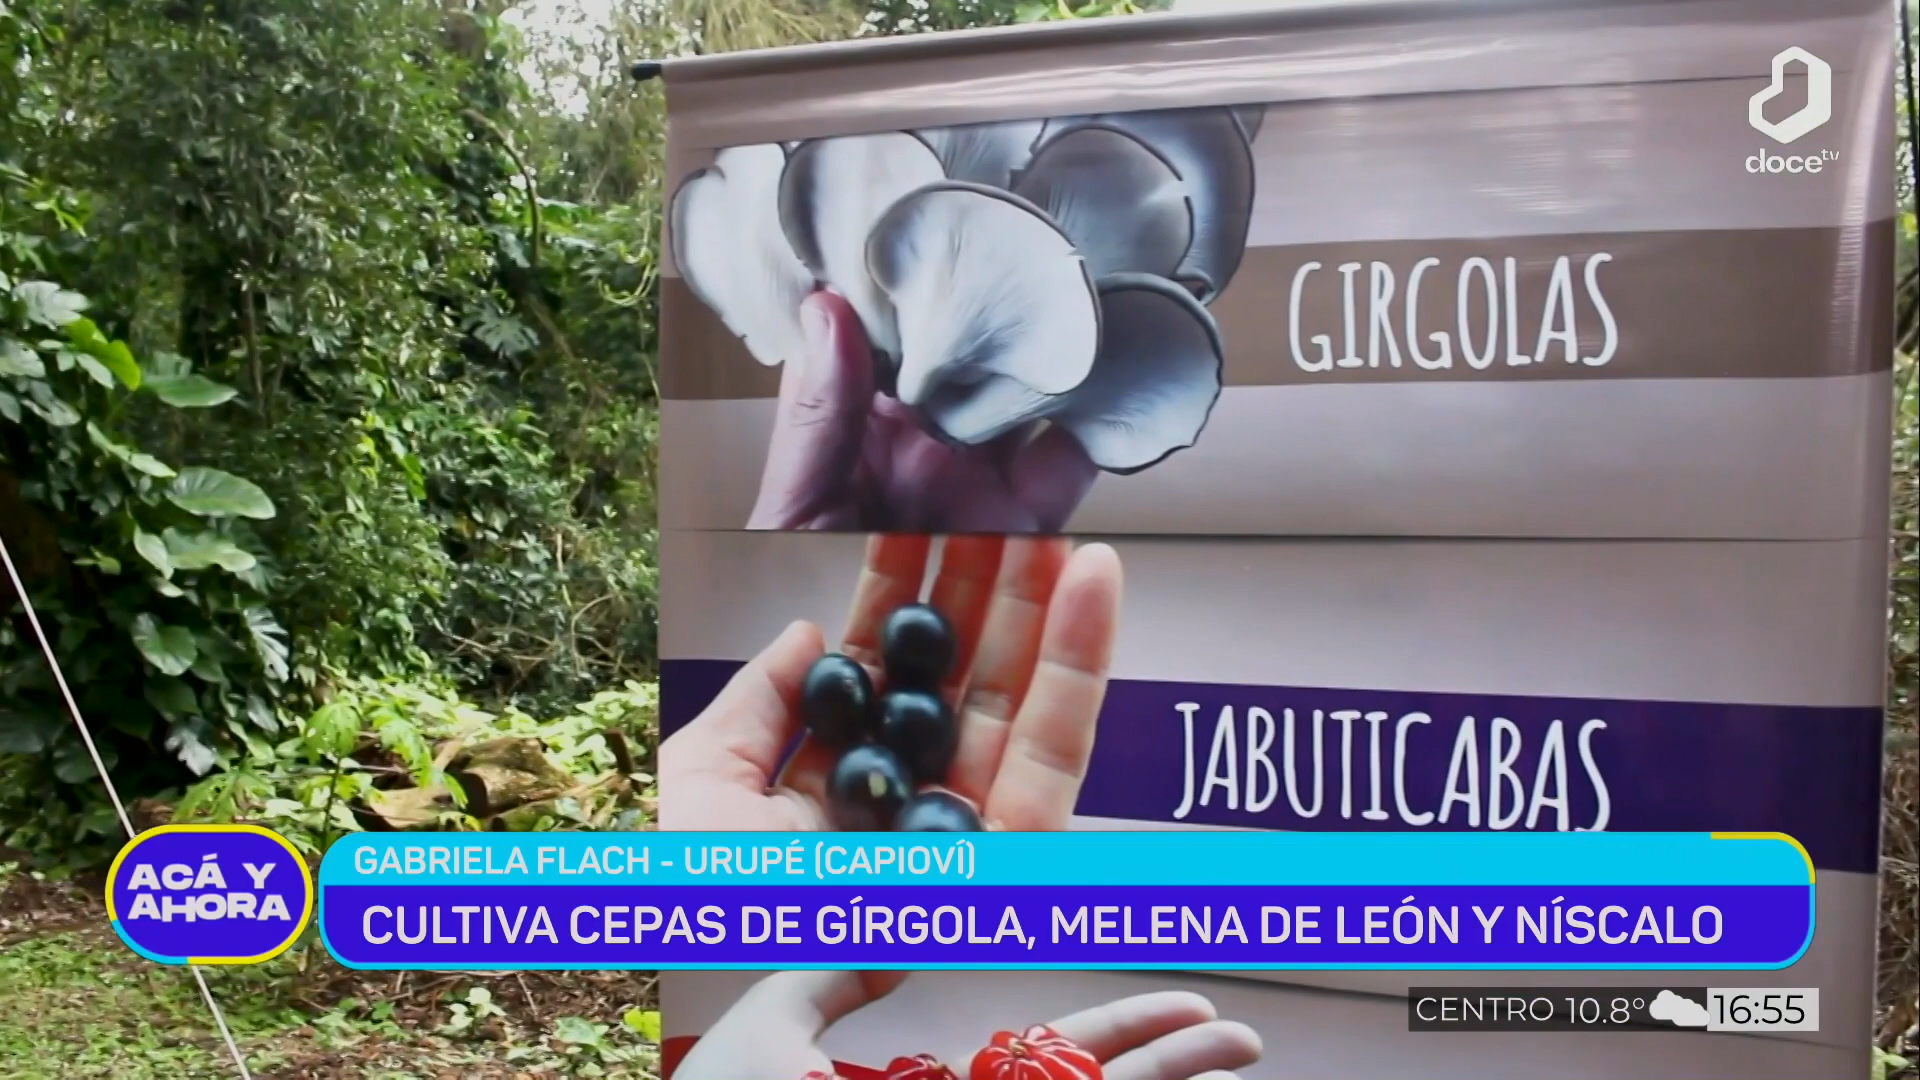 doce tv
GIRGOLAS
JABUTICABAS
ACÁ Y
AHORA
GABRIELA FLACH - URUPÉ (CAPIOVÍ)
CULTIVA CEPAS DE GÍRGOLA, MELENA DE LEÓN Y NÍSCALO
CENTRO 10.8° 16:55